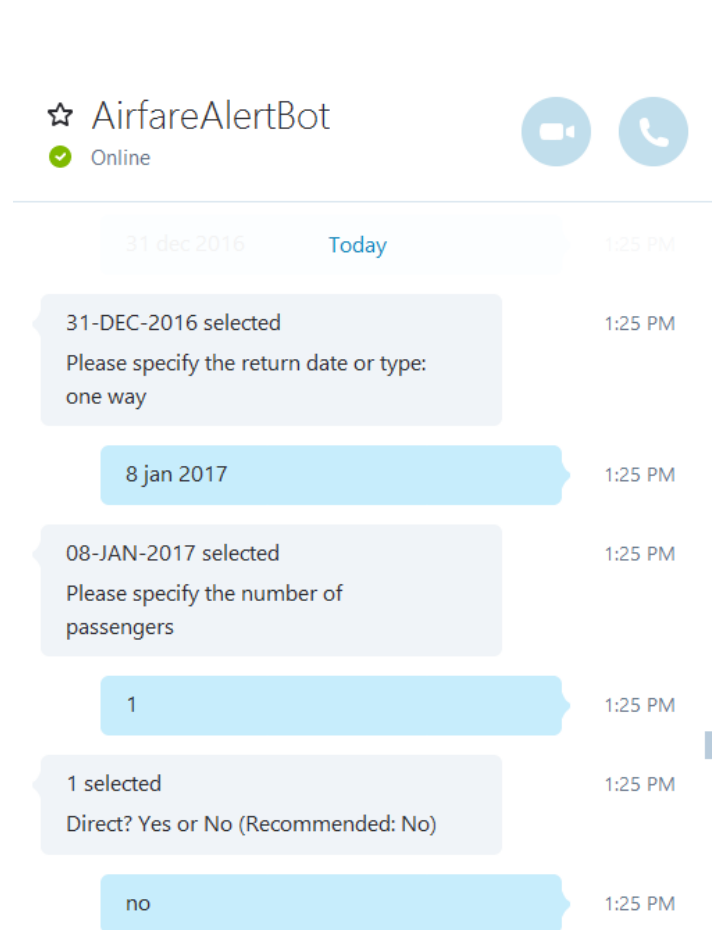 AirfareAlertBot
Online
31 dec 2016
Today
1:25 PM
31-DEC-2016 selected
1:25 PM
Please specify the return date or type:
one way
8 jan 2017
1:25 PM
08-JAN-2017 selected
1:25 PM
Please specify the number of
passengers
1
1:25 PM
1 selected
1:25 PM
Direct? Yes or No (Recommended: No)
no
1:25 PM